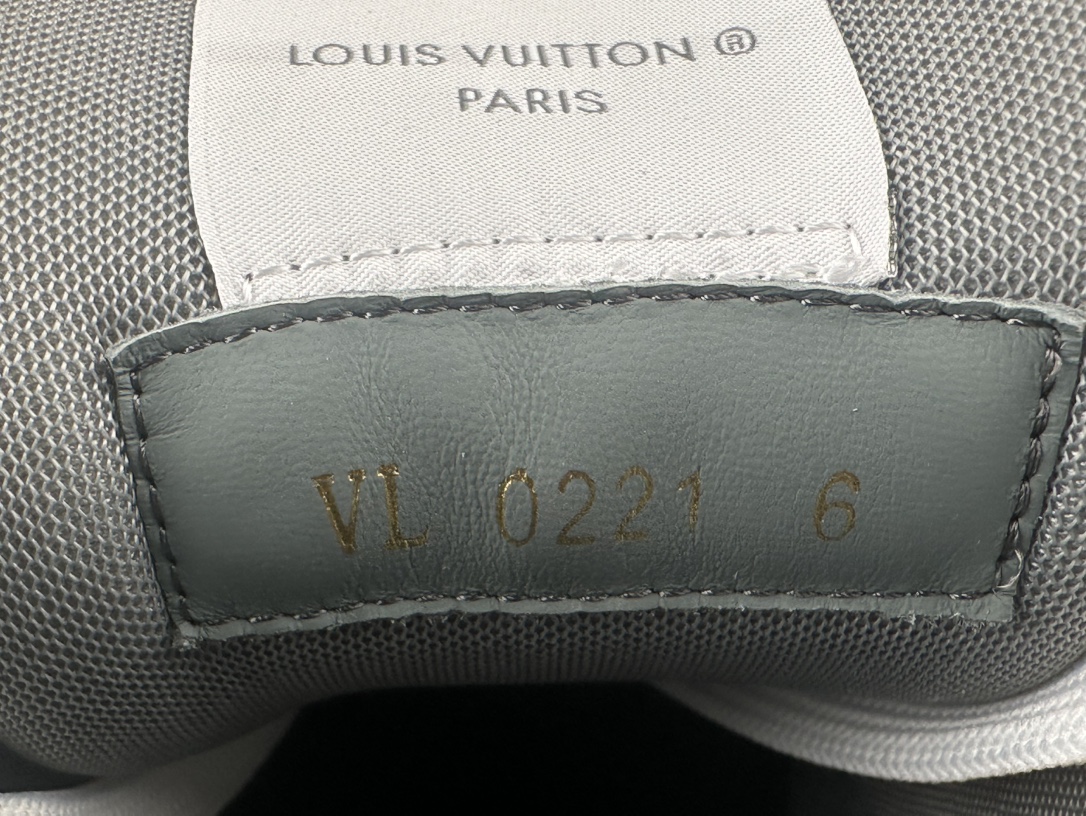 LOUIS VUITTON ®
PARIS
VL 0221 6